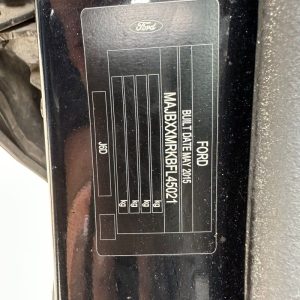 Ford
FORD
BUILT DATE MAY 2015
MAJBXXMRKBFL45021
kg
kg
kg
kg
J6D